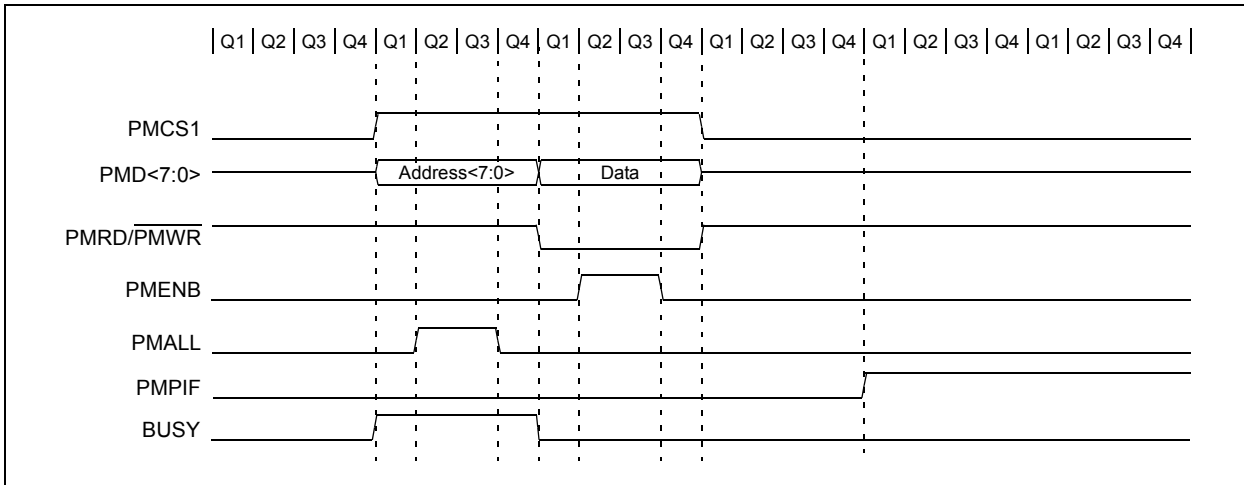 Q1 Q2 Q3 Q4 Q1 Q2 Q3 Q4 Q1 Q2 Q3 Q4 Q1 Q2 Q3 Q4 Q1 Q2 Q3 Q4 Q1 Q2 Q3 Q4
PMCS1
PMD<7:0> Address<7:0> Data
PMRD/PMWR
PMENB
PMALL
PMPIF
BUSY